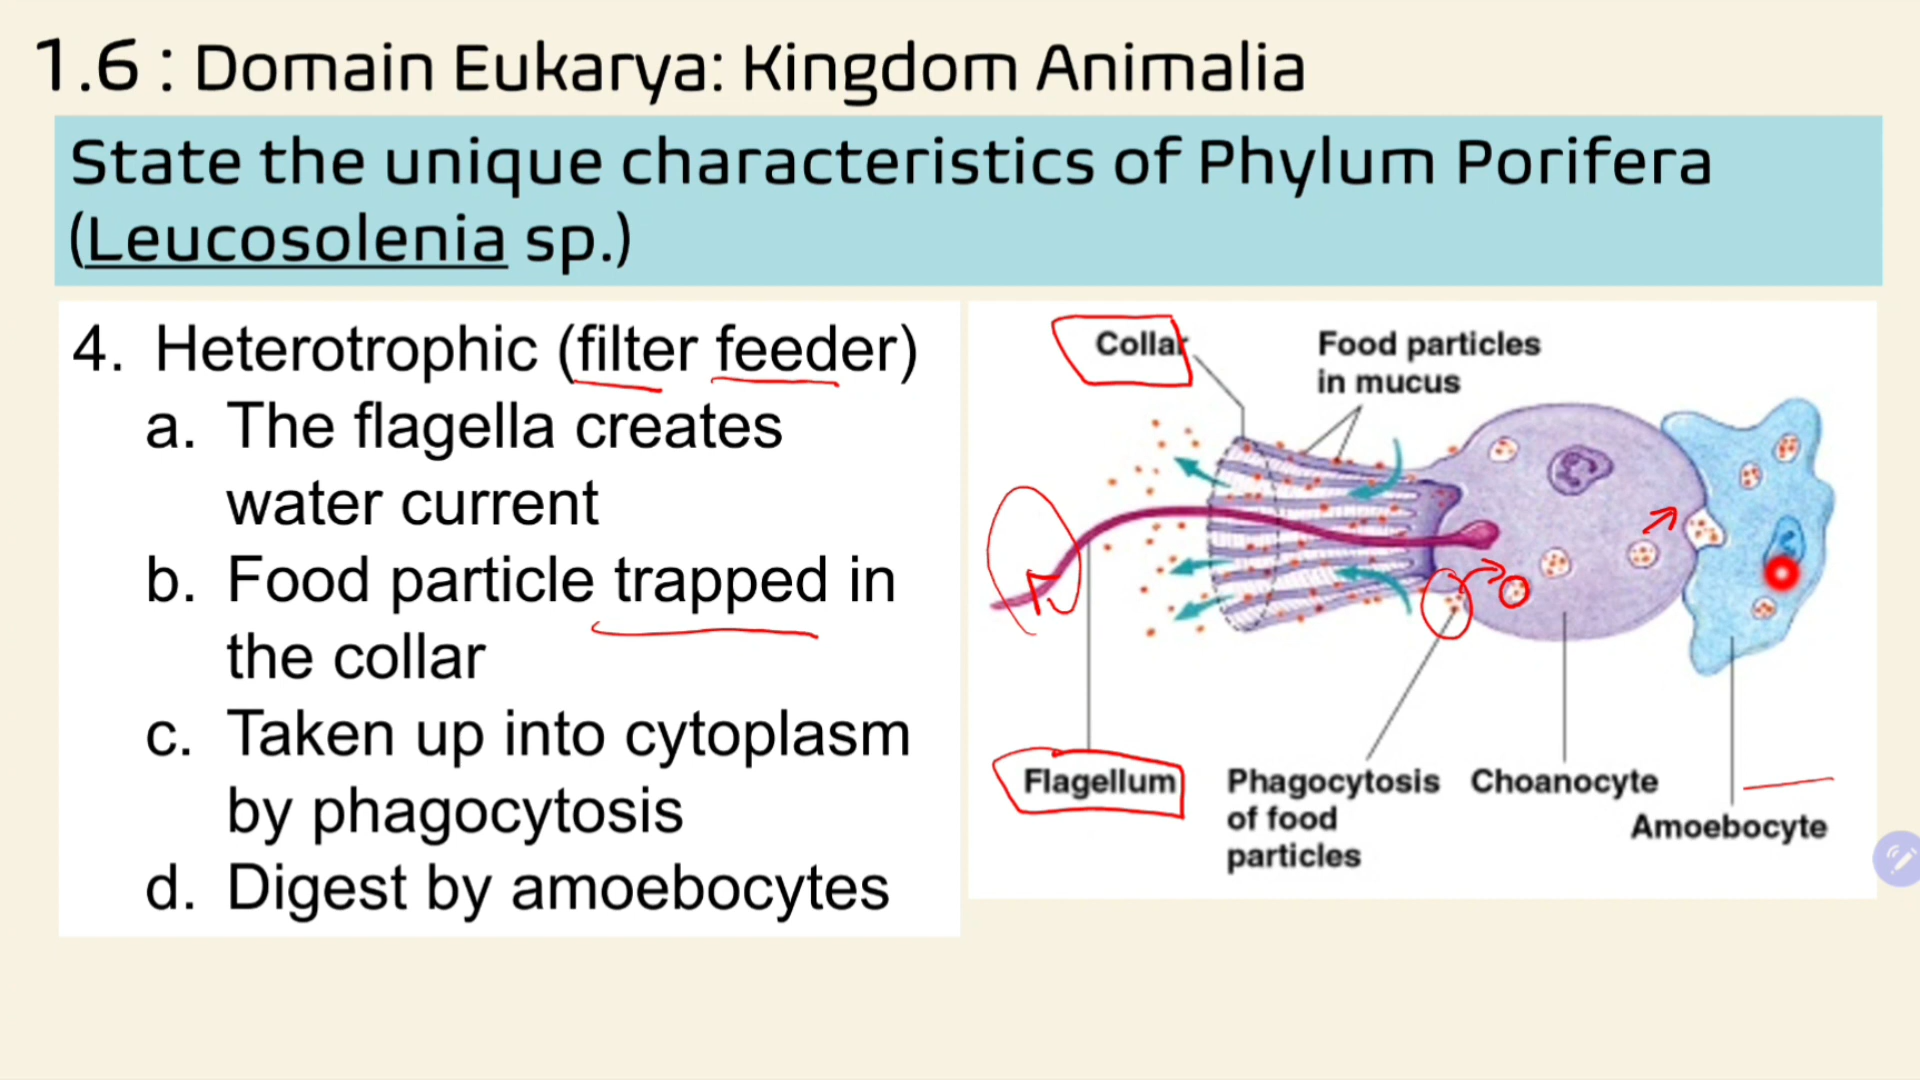 1.6 : Domain Eukarya: Kingdom Animalia
State the unique characteristics of Phylum Porifera
(Leucosolenia sp.)
4. Heterotrophic (filter feeder)
a. The flagella creates
water current
b. Food particle trapped in
the collar
c. Taken up into cytoplasm
by phagocytosis
d. Digest by amoebocytes
Collar
Food particles
in mucus
Flagellum
Phagocytosis
of food
particles
Choanocyte
Amoebocyte